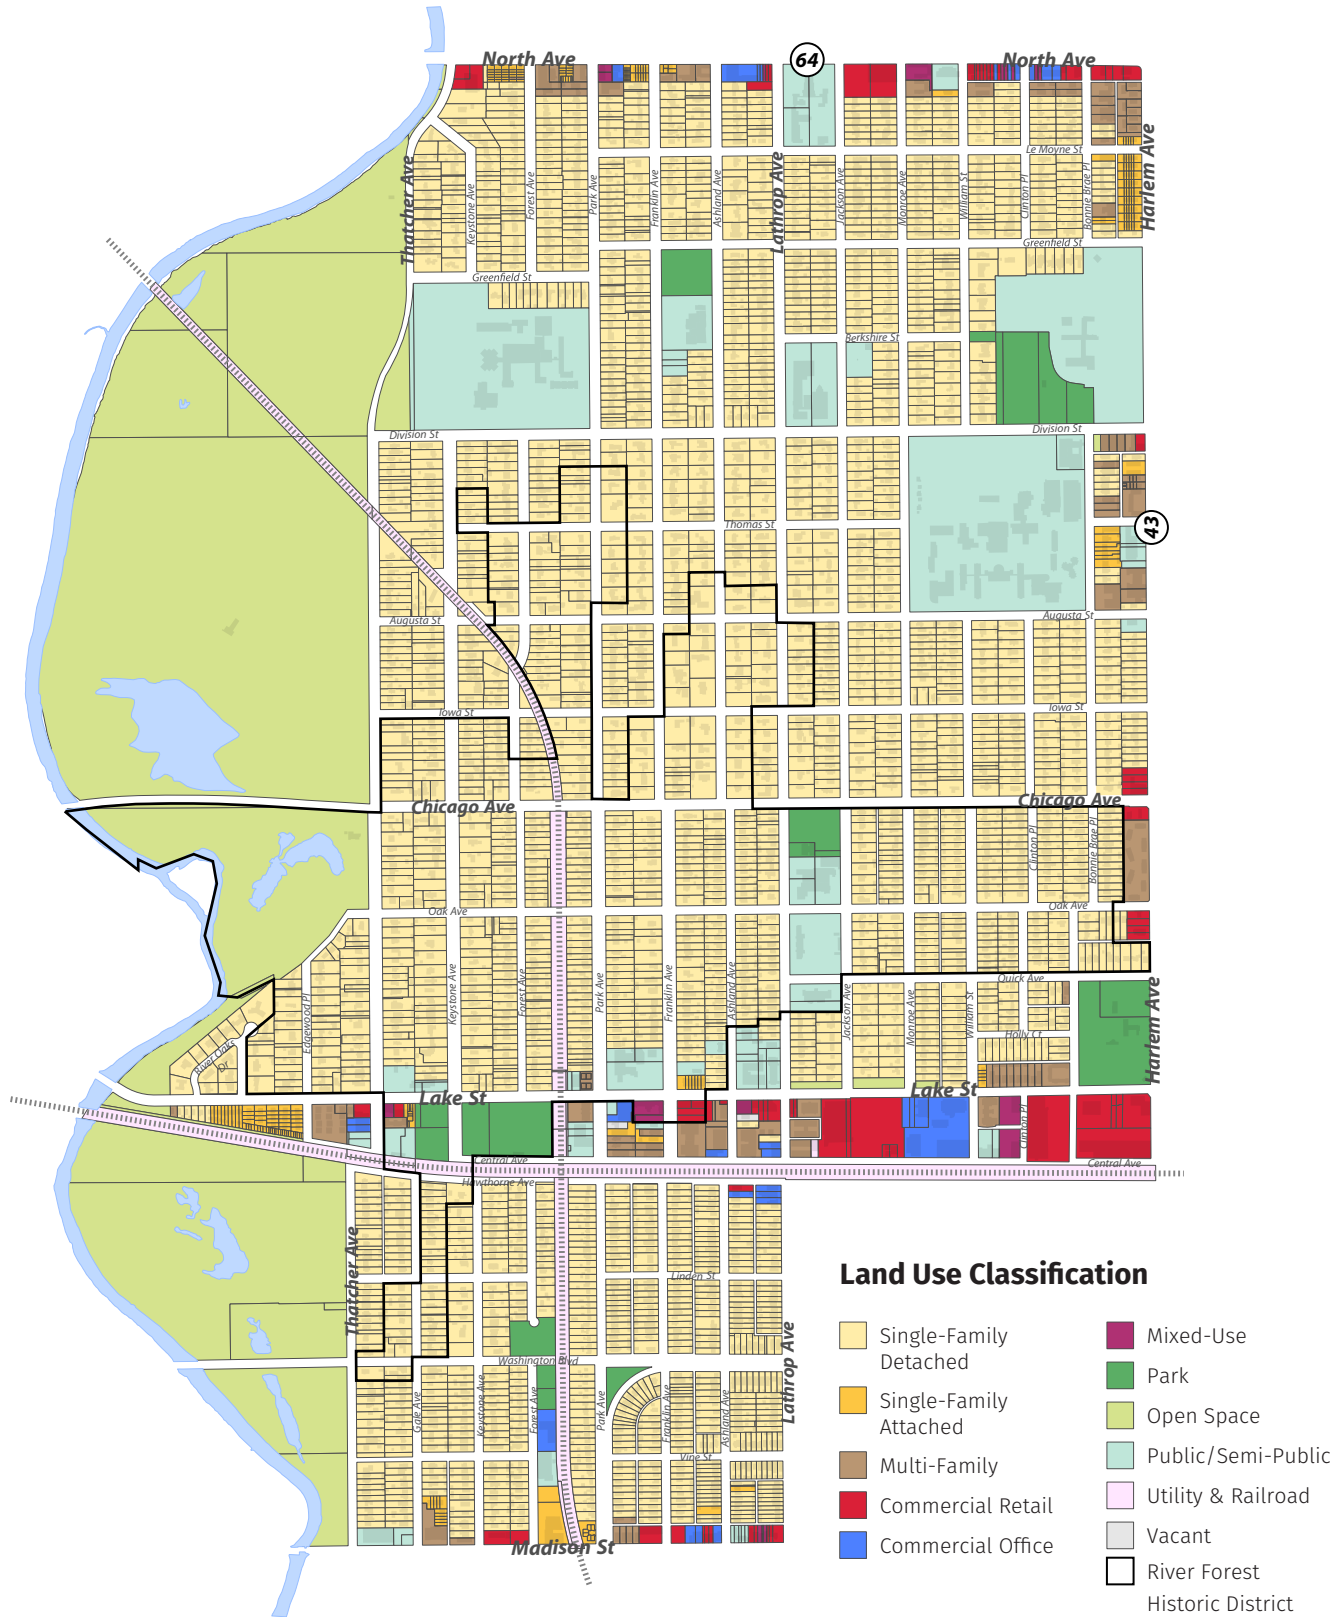 North Ave
64
North Ave
Le Moyne St
Thatcher Ave
Keystone Ave
Forest Ave
Park Ave
Franklin Ave
Ashland Ave
Lathrop Ave
Jackson Ave
Monroe Ave
William St
Clinton Pl
Bonnie Brae Pl
Harlem Ave
Greenfield St
Greenfield St
Berkshire St
Division St
Division St
Thomas St
43
Augusta St
Augusta St
Iowa St
Iowa St
Chicago Ave
Chicago Ave
Clinton Pl
Bonnie Brae Pl
Oak Ave
Oak Ave
Keystone Ave
Forest Ave
Park Ave
Franklin Ave
Ashland Ave
Quick Ave
Jackson Ave
Monroe Ave
William St
Harlem Ave
Edgewood Pl
River Oaks
Dr
Holly Ct
Lake St
Lake St
Clinton Pl
Central Ave
Central Ave
Hawthorne Ave
Thatcher Ave
Linden St
Washington Blvd
Lathrop Ave
Gale Ave
Keystone Ave
Forest Ave
Park Ave
Franklin Ave
Ashland Ave
Vine St
Madison St
Land Use Classification
Single-Family
Detached
Single-Family
Attached
Multi-Family
Commercial Retail
Commercial Office
Mixed-Use
Park
Open Space
Public/Semi-Public
Utility & Railroad
Vacant
River Forest
Historic District